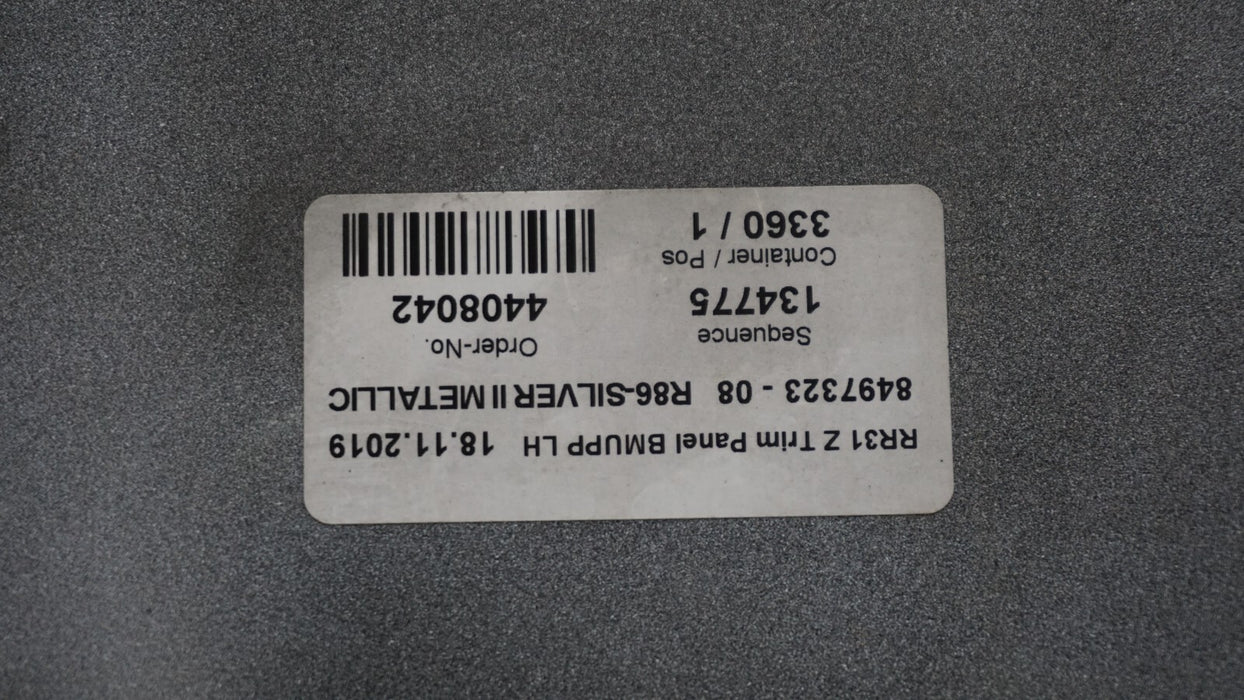 RR31 Z Trim Panel BMUPP LH 18.11.2019
8497323 - 08 R86-SILVER II METALLIC
Sequence Order-No.
134775 4408042
Container / Pos
3360 / 1